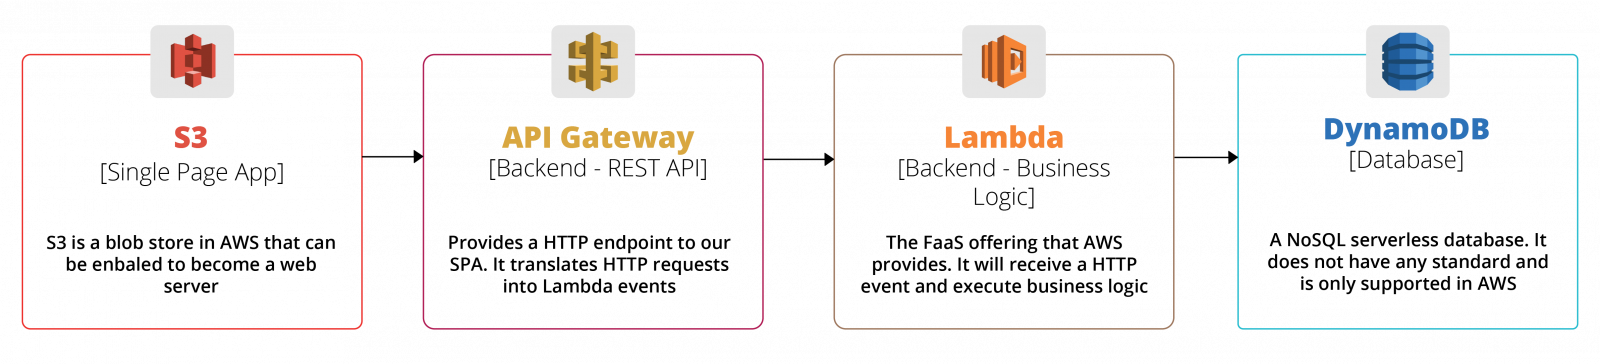 S3
[Single Page App]
S3 is a blob store in AWS that can
be enbaled to become a web
server
API Gateway
[Backend - REST API]
Provides a HTTP endpoint to our
SPA. It translates HTTP requests
into Lambda events
Lambda
[Backend - Business
Logic]
The FaaS offering that AWS
provides. It will receive a HTTP
event and execute business logic
DynamoDB
[Database]
A NoSQL serverless database. It
does not have any standard and
is only supported in AWS